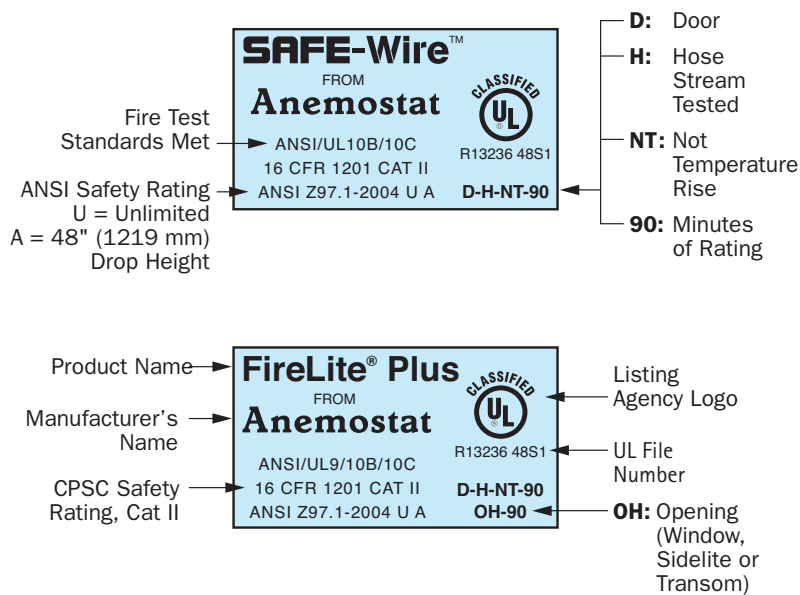 SAFE-Wire™
FROM
Anemostat
ANSI/UL10B/10C
16 CFR 1201 CAT II
ANSI Z97.1-2004 U A
CLASSIFIED
UL
®
R13236 48S1
D-H-NT-90
Fire Test
Standards Met
ANSI Safety Rating
U = Unlimited
A = 48" (1219 mm)
Drop Height
D: Door
H: Hose
Stream
Tested
NT: Not
Temperature
Rise
90: Minutes
of Rating
FireLite® Plus
FROM
Anemostat
ANSI/UL9/10B/10C
16 CFR 1201 CAT II
ANSI Z97.1-2004 U A
CLASSIFIED
UL
®
R13236 48S1
D-H-NT-90
OH-90
Product Name
Manufacturer's
Name
CPSC Safety
Rating, Cat II
Listing
Agency Logo
UL File
Number
OH: Opening
(Window,
Sidelite or
Transom)